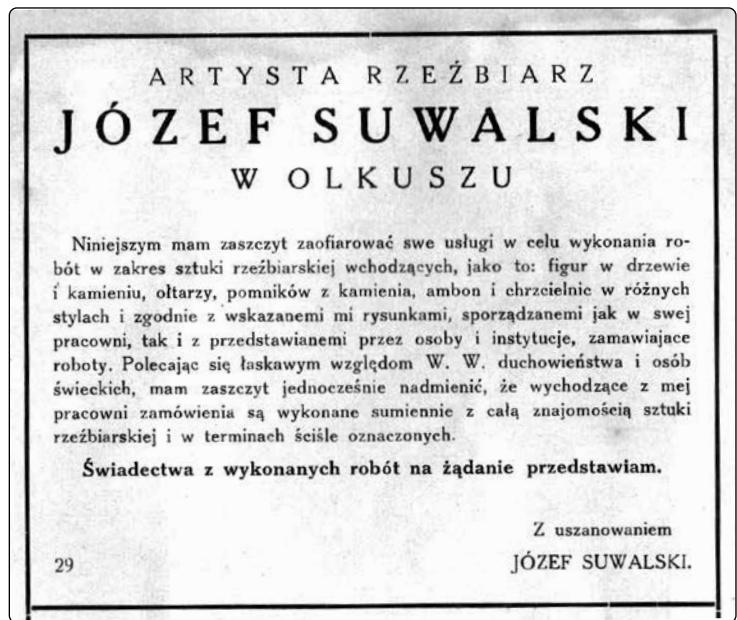 ARTYSTA RZEŹBIARZ
JÓZEF SUWALSKI
W OLKUSZU
Niniejszym mam zaszczyt zaofiarować swe usługi w celu wykonania ro-
bót w zakres sztuki rzeźbiarskiej wchodzących, jako to: figur w drzewie
i kamieniu, ołtarzy, pomników z kamienia, ambon i chrzcielnic w różnych
stylach i zgodnie z wskazanemi mi rysunkami, sporządzanemi jak w swej
pracowni, tak i z przedstawianemi przez osoby i instytucje, zamawiajace
roboty. Polecając się łaskawym względom W. W. duchowieństwa i osób
świeckich, mam zaszczyt jednocześnie nadmienić, że wychodzące z mej
pracowni zamówienia są wykonane sumiennie z całą znajomością sztuki
rzeźbiarskiej i w terminach ściśle oznaczonych.
Świadectwa z wykonanych robót na żądanie przedstawiam.
Z uszanowaniem
29 JÓZEF SUWALSKI.